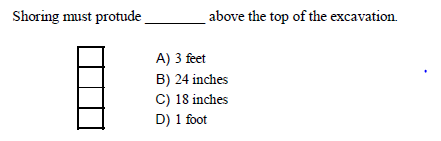 Shoring must protude ________ above the top of the excavation.
A) 3 feet
B) 24 inches
C) 18 inches
D) 1 foot